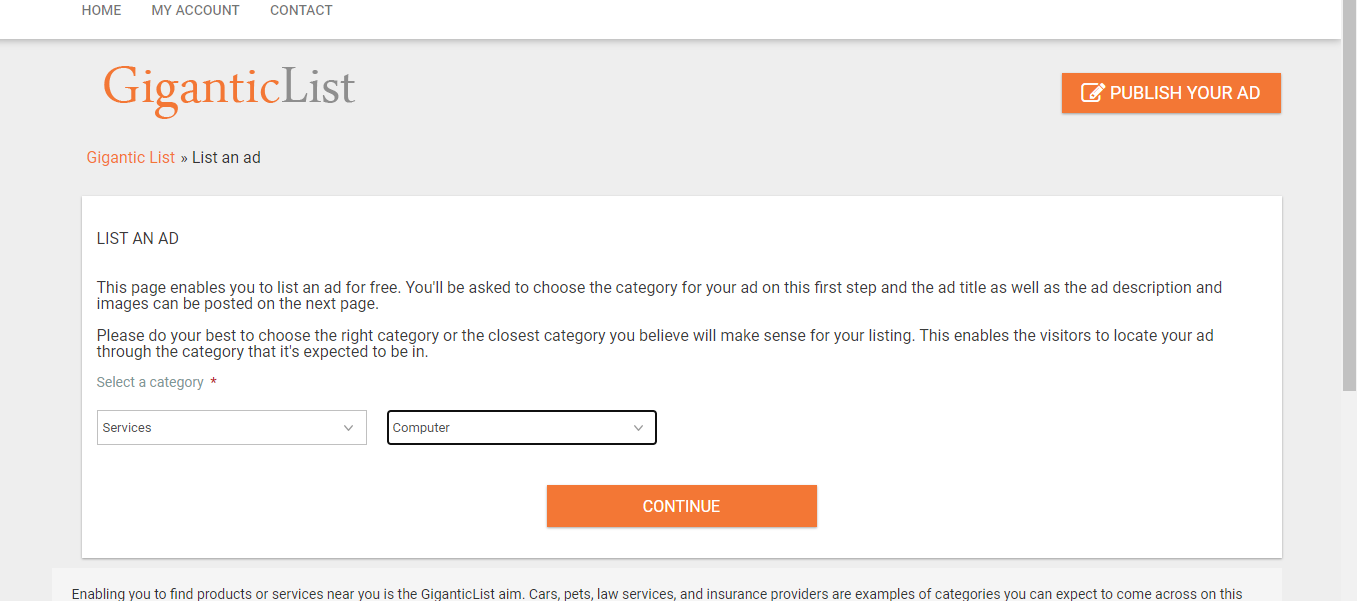 HOME MY ACCOUNT CONTACT
GiganticList
PUBLISH YOUR AD
Gigantic List » List an ad
LIST AN AD
This page enables you to list an ad for free. You'll be asked to choose the category for your ad on this first step and the ad title as well as the ad description and
images can be posted on the next page.
Please do your best to choose the right category or the closest category you believe will make sense for your listing. This enables the visitors to locate your ad
through the category that it's expected to be in.
Select a category *
Services
Computer
CONTINUE
Enabling you to find products or services near you is the GiganticList aim. Cars, pets, law services, and insurance providers are examples of categories you can expect to come across on this